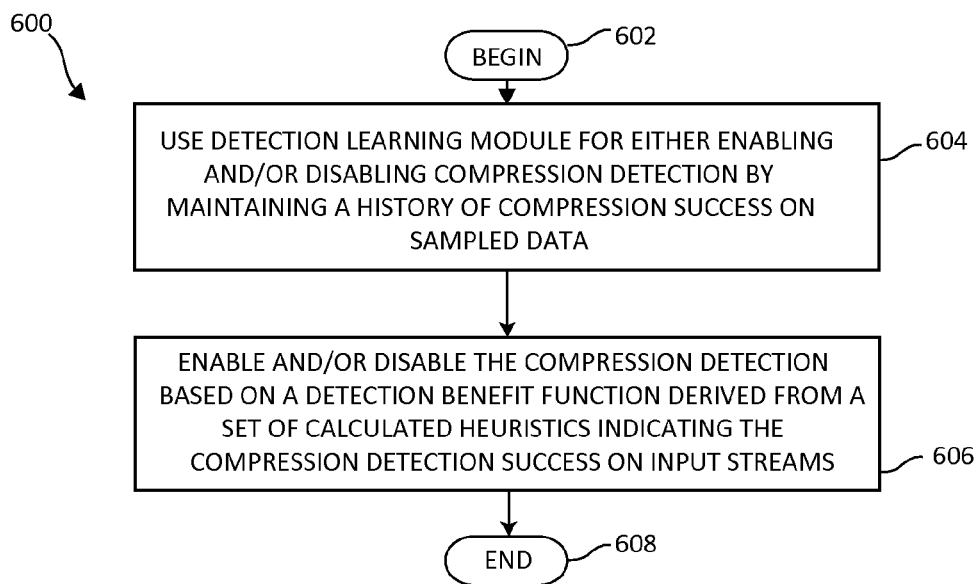 600
602
BEGIN
USE DETECTION LEARNING MODULE FOR EITHER ENABLING
AND/OR DISABLING COMPRESSION DETECTION BY
MAINTAINING A HISTORY OF COMPRESSION SUCCESS ON
SAMPLED DATA
604
ENABLE AND/OR DISABLE THE COMPRESSION DETECTION
BASED ON A DETECTION BENEFIT FUNCTION DERIVED FROM A
SET OF CALCULATED HEURISTICS INDICATING THE
COMPRESSION DETECTION SUCCESS ON INPUT STREAMS
606
END
608